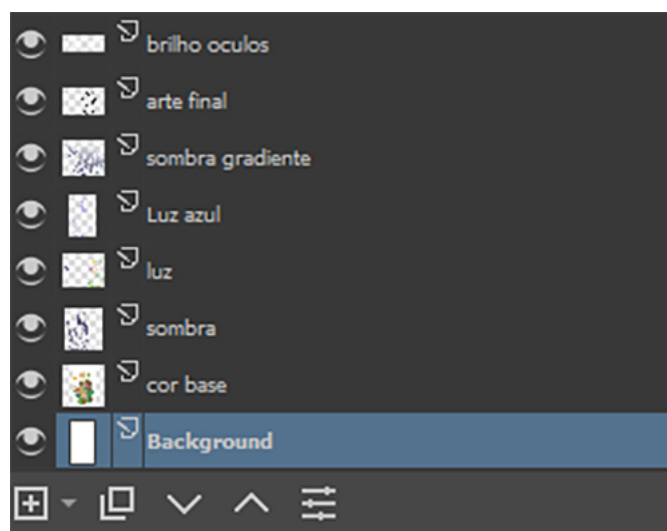 brilho oculos
arte final
sombra gradiente
Luz azul
luz
sombra
cor base
Background